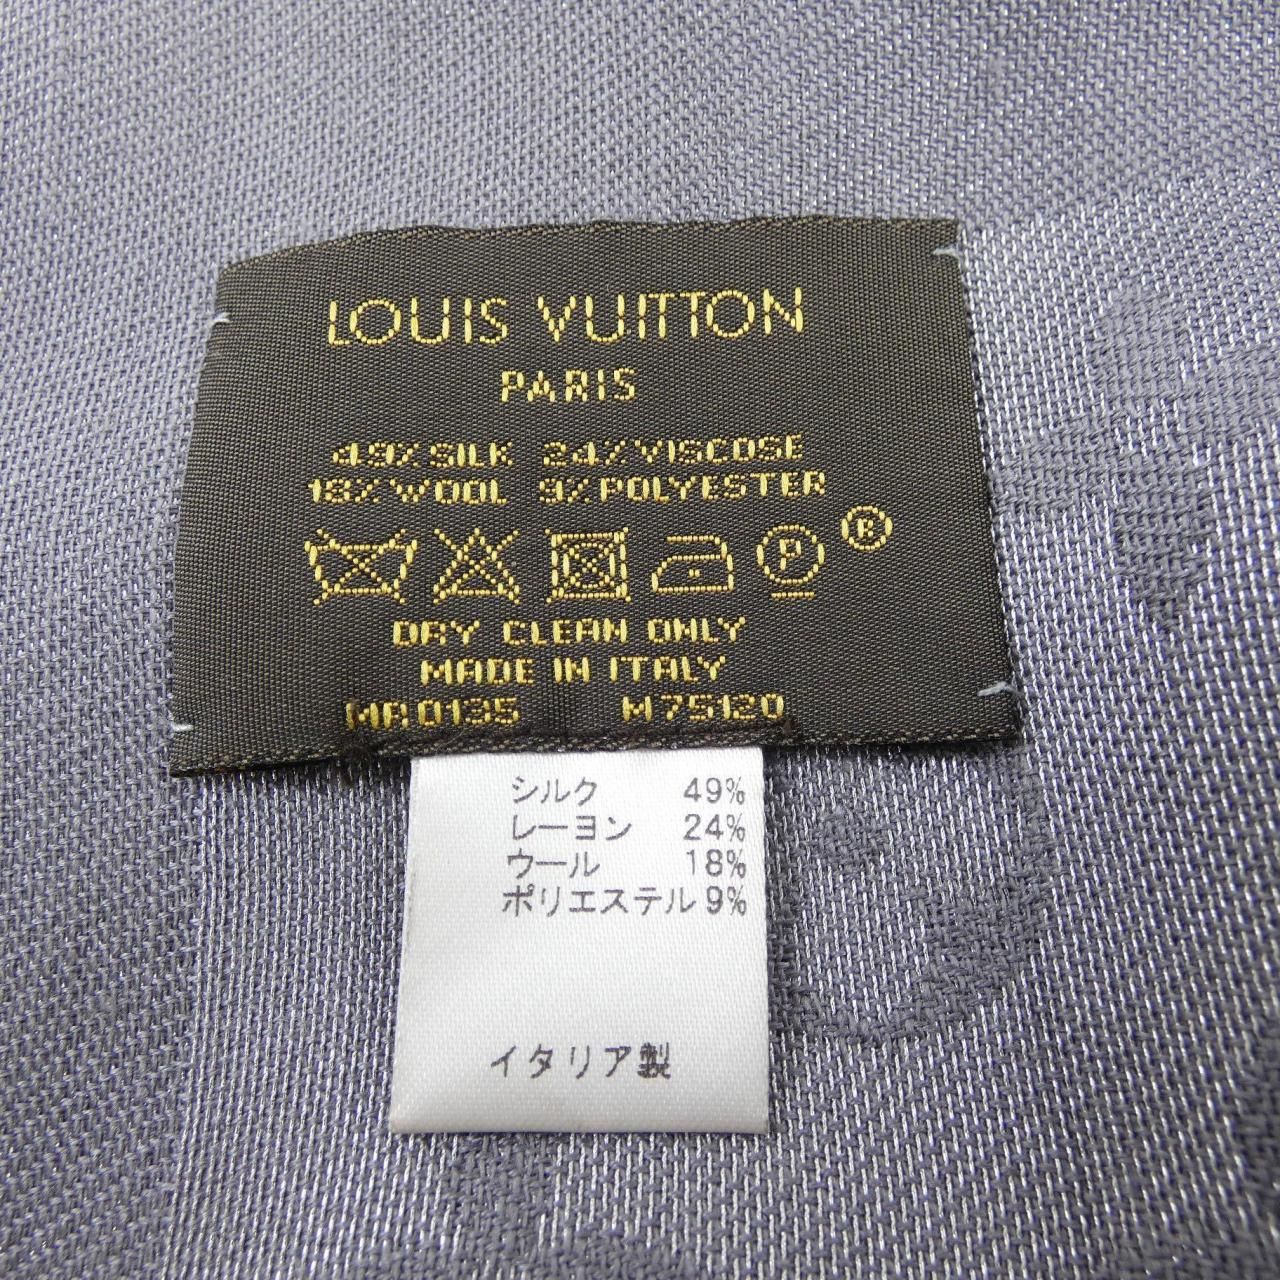 LOUIS VUITTON
PARIS
49% SILK 24% VISCOSE
18% WOOL 9% POLYESTER
P ®
DRY CLEAN ONLY
MADE IN ITALY
MR0135 M75120
シルク 49%
レーヨン 24%
ウール 18%
ポリエステル 9%
イタリア製